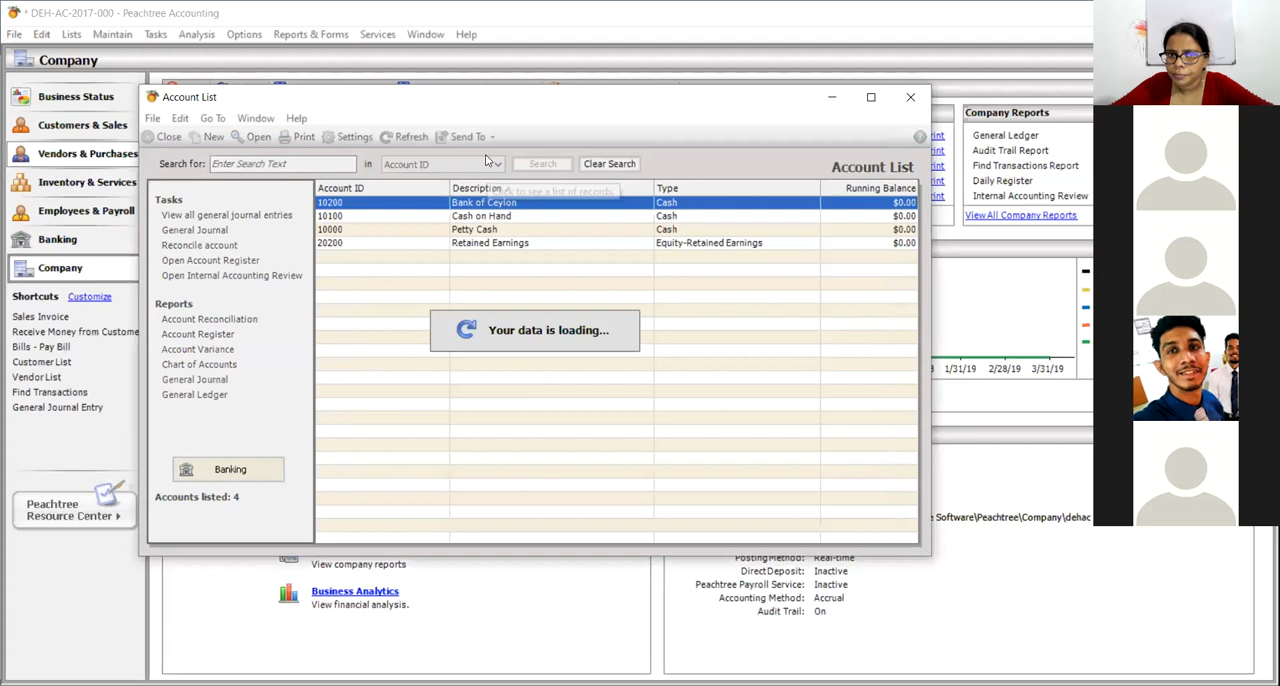 * DEH-AC-2017-000 - Peachtree Accounting
File Edit Lists Maintain Tasks Analysis Options Reports & Forms Services Window Help
Company
Business Status
Customers & Sales
Vendors & Purchases
Inventory & Services
Employees & Payroll
Banking
Company
Shortcuts Customize
Sales Invoice
Receive Money from Custome
Bills - Pay Bill
Customer List
Vendor List
Find Transactions
General Journal Entry
Peachtree
Resource Center
Account List
File Edit Go To Window Help
Close New Open Print Settings Refresh Send To
Search for: Enter Search Text in Account ID Search Clear Search
Account List
Click to see a list of records.
Tasks
View all general journal entries
General Journal
Reconcile account
Open Account Register
Open Internal Accounting Review
Reports
Account Reconciliation
Account Register
Account Variance
Chart of Accounts
General Journal
General Ledger
Banking
Accounts listed: 4
Account ID Description Type Running Balance
10200 Bank of Ceylon Cash $0.00
10100 Cash on Hand Cash $0.00
10000 Petty Cash Cash $0.00
20200 Retained Earnings Equity-Retained Earnings $0.00
Your data is loading...
View company reports
Business Analytics
View financial analysis.
Company Reports
print General Ledger
print Audit Trail Report
print Find Transactions Report
print Daily Register
print Internal Accounting Review
View All Company Reports
1/31/19 2/28/19 3/31/19
e Software\Peachtree\Company\dehac
Posting Method: Real-time
Direct Deposit: Inactive
Peachtree Payroll Service: Inactive
Accounting Method: Accrual
Audit Trail: On